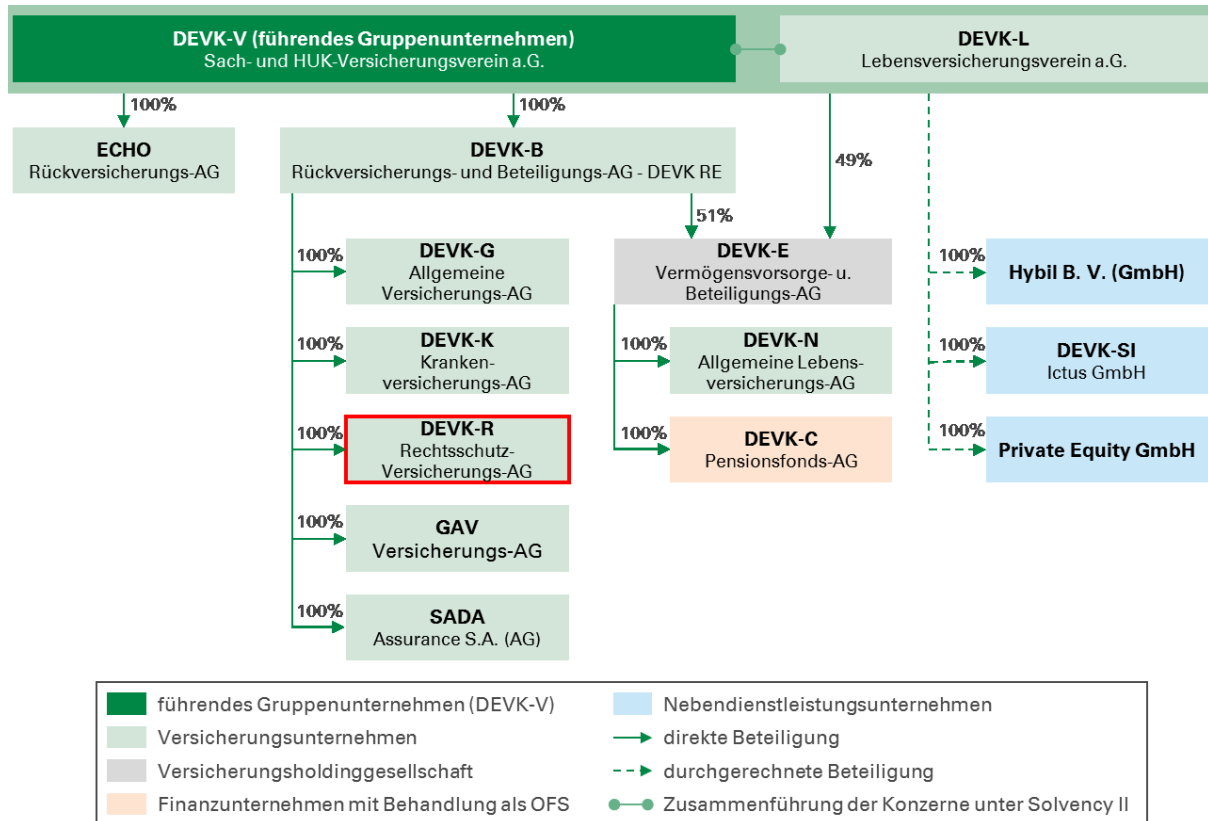 DEVK-V (führendes Gruppenunternehmen)
Sach- und HUK-Versicherungsverein a.G.
DEVK-L
Lebensversicherungsverein a.G.
100%
100%
49%
ECHO
Rückversicherungs-AG
DEVK-B
Rückversicherungs- und Beteiligungs-AG - DEVK RE
51%
100%
DEVK-G
Allgemeine
Versicherungs-AG
DEVK-E
Vermögensvorsorge- u.
Beteiligungs-AG
100%
Hybil B. V. (GmbH)
100%
DEVK-K
Kranken-
versicherungs-AG
100%
DEVK-N
Allgemeine Lebens-
versicherungs-AG
100%
DEVK-SI
Ictus GmbH
100%
DEVK-R
Rechtsschutz-
Versicherungs-AG
100%
DEVK-C
Pensionsfonds-AG
100%
Private Equity GmbH
100%
GAV
Versicherungs-AG
100%
SADA
Assurance S.A. (AG)
führendes Gruppenunternehmen (DEVK-V)
Versicherungsunternehmen
Versicherungsholdinggesellschaft
Finanzunternehmen mit Behandlung als OFS
Nebendienstleistungsunternehmen
direkte Beteiligung
durchgerechnete Beteiligung
Zusammenführung der Konzerne unter Solvency II